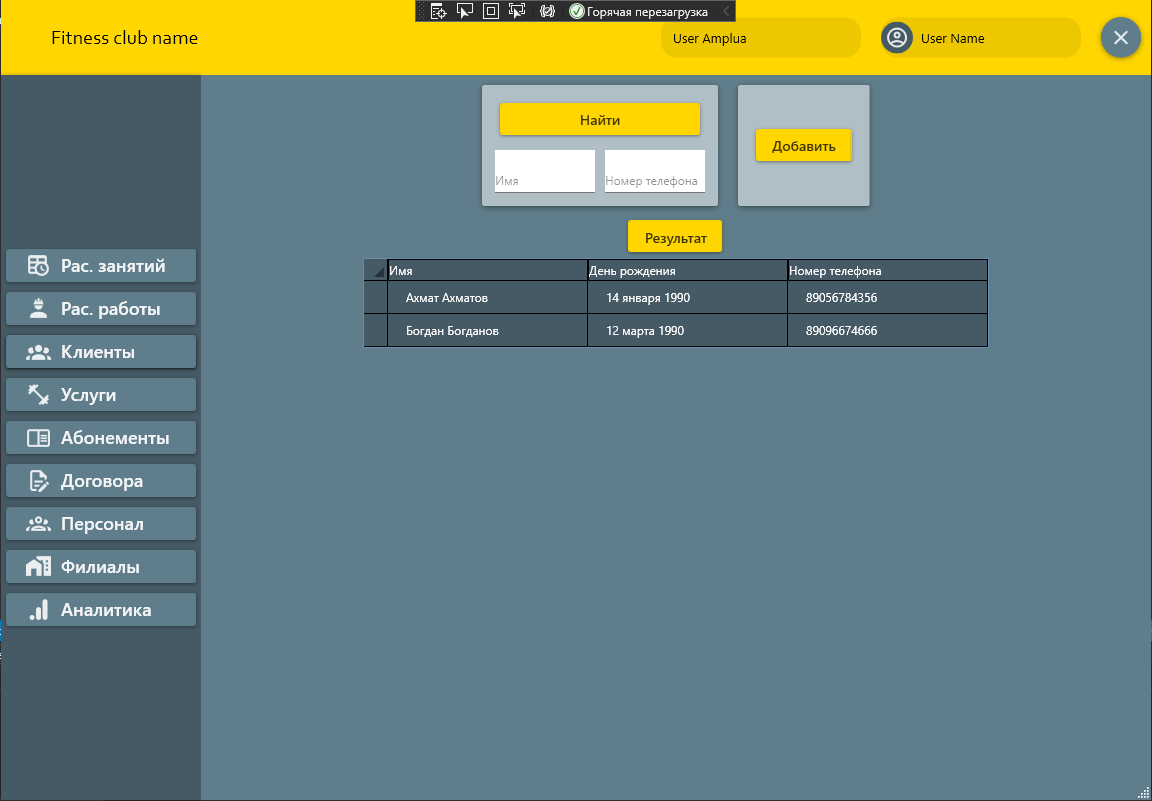 Горячая перезагрузка
Fitness club name
User Amplua
User Name
Найти
Имя
Номер телефона
Добавить
Результат
Имя День рождения Номер телефона
Ахмат Ахматов 14 января 1990 89056784356
Богдан Богданов 12 марта 1990 89096674666
Рас. занятий
Рас. работы
Клиенты
Услуги
Абонементы
Договора
Персонал
Филиалы
Аналитика